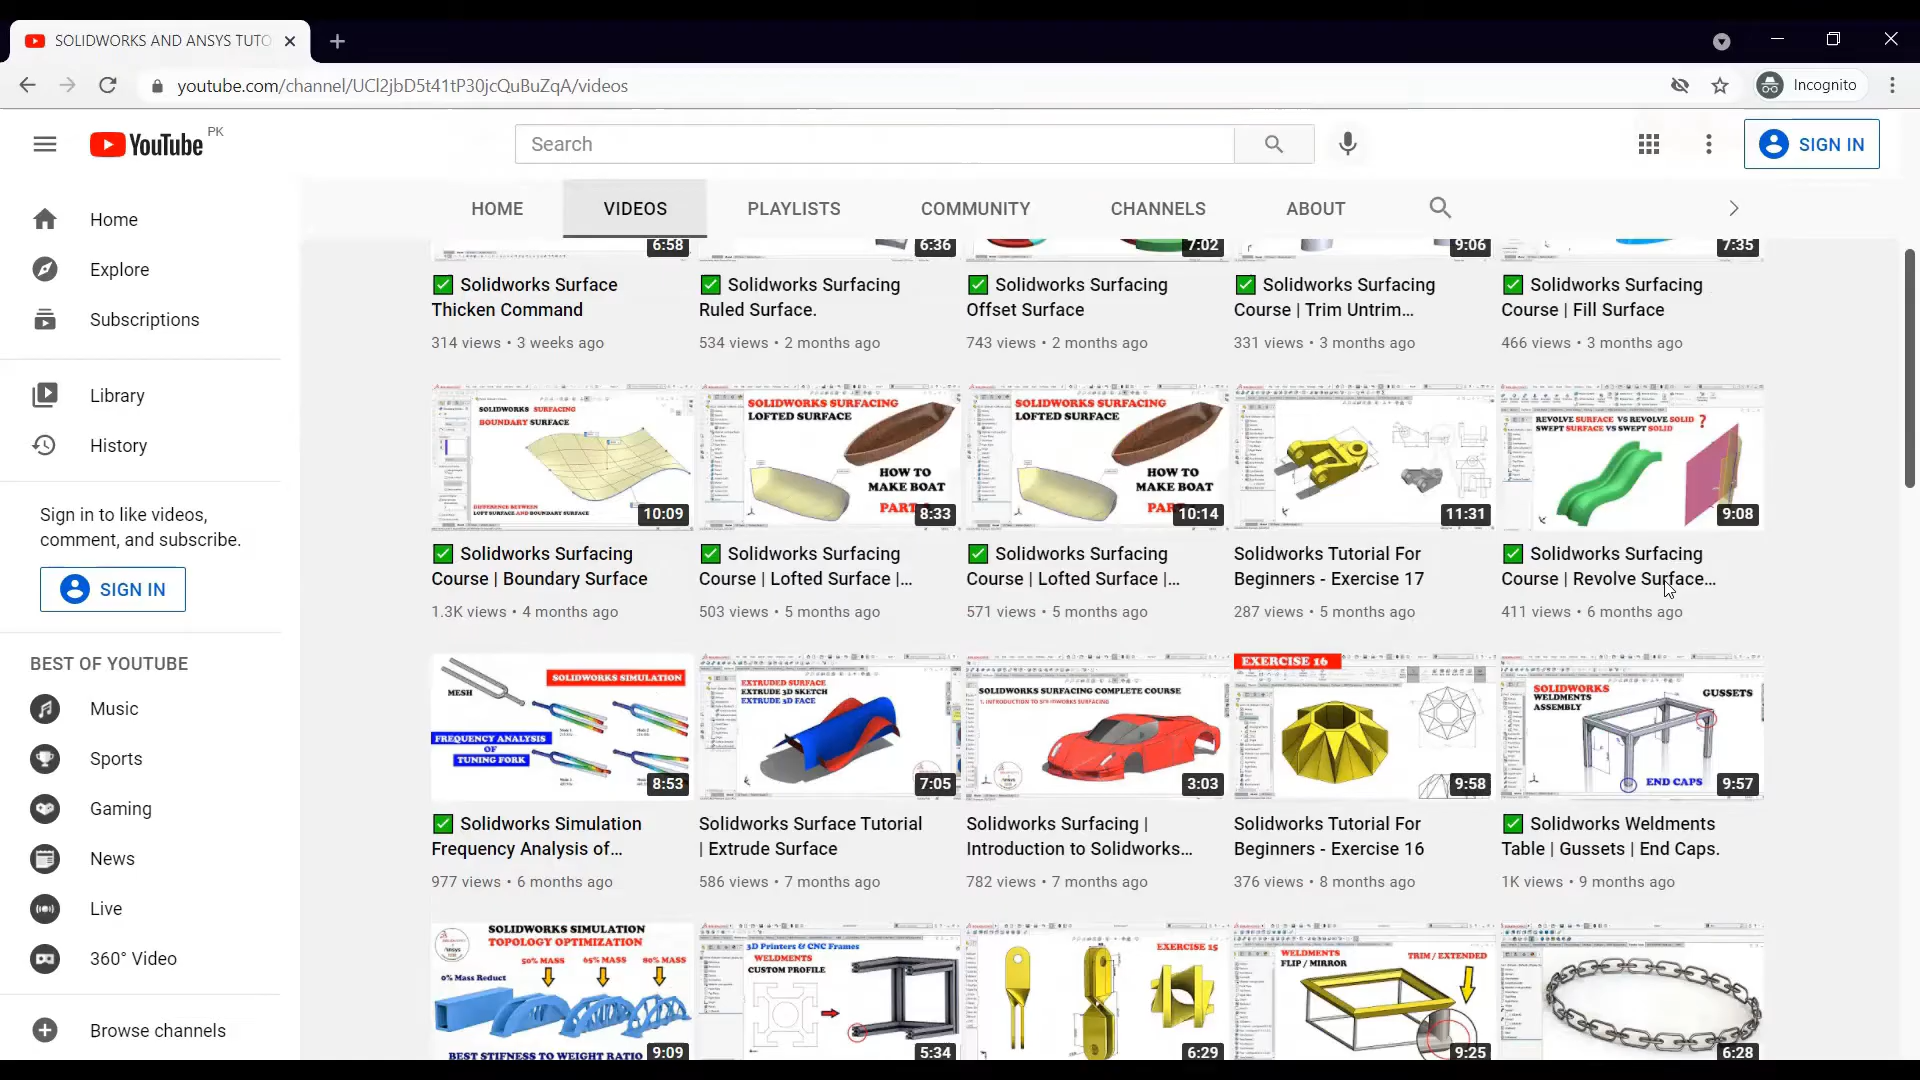 SOLIDWORKS AND ANSYS TUTO
youtube.com/channel/UCl2jbD5t41tP30jcQuBuZqA/videos
Incognito
YouTube PK
Search
SIGN IN
HOME VIDEOS PLAYLISTS COMMUNITY CHANNELS ABOUT
Home
Explore
Subscriptions
Library
History
Sign in to like videos,
comment, and subscribe.
SIGN IN
BEST OF YOUTUBE
Music
Sports
Gaming
News
Live
360° Video
Browse channels
6:58
6:36
7:02
9:06
7:35
✅ Solidworks Surface
Thicken Command
314 views • 3 weeks ago
✅ Solidworks Surfacing
Ruled Surface.
534 views • 2 months ago
✅ Solidworks Surfacing
Offset Surface
743 views • 2 months ago
✅ Solidworks Surfacing
Course | Trim Untrim...
331 views • 3 months ago
✅ Solidworks Surfacing
Course | Fill Surface
466 views • 3 months ago
SOLIDWORKS SURFACING
BOUNDARY SURFACE
DIFFERENCE BETWEEN
LOFT SURFACE AND BOUNDARY SURFACE
10:09
✅ Solidworks Surfacing
Course | Boundary Surface
1.3K views • 4 months ago
SOLIDWORKS SURFACING
LOFTED SURFACE
HOW TO
MAKE BOAT
PART
8:33
✅ Solidworks Surfacing
Course | Lofted Surface |...
503 views • 5 months ago
SOLIDWORKS SURFACING
LOFTED SURFACE
HOW TO
MAKE BOAT
PAR
10:14
✅ Solidworks Surfacing
Course | Lofted Surface |...
571 views • 5 months ago
11:31
Solidworks Tutorial For
Beginners - Exercise 17
287 views • 5 months ago
REVOLVE SURFACE VS REVOLVE SOLID ?
SWEPT SURFACE VS SWEPT SOLID
9:08
✅ Solidworks Surfacing
Course | Revolve Surface...
411 views • 6 months ago
MESH
SOLIDWORKS SIMULATION
FREQUENCY ANALYSIS
OF
TUNING FORK
8:53
✅ Solidworks Simulation
Frequency Analysis of...
977 views • 6 months ago
EXTRUDED SURFACE
EXTRUDE 3D SKETCH
EXTRUDE 3D FACE
7:05
Solidworks Surface Tutorial
| Extrude Surface
586 views • 7 months ago
SOLIDWORKS SURFACING COMPLETE COURSE
1. INTRODUCTION TO SOLIDWORKS SURFACING
3:03
Solidworks Surfacing |
Introduction to Solidworks...
782 views • 7 months ago
EXERCISE 16
9:58
Solidworks Tutorial For
Beginners - Exercise 16
376 views • 8 months ago
SOLIDWORKS
WELDMENTS
ASSEMBLY
GUSSETS
END CAPS
9:57
✅ Solidworks Weldments
Table | Gussets | End Caps.
1K views • 9 months ago
SOLIDWORKS SIMULATION
TOPOLOGY OPTIMIZATION
50% MASS 65% MASS 80% MASS
0% Mass Reduct
BEST STIFNESS TO WEIGHT RATIO
9:09
3D Printers & CNC Frames
WELDMENTS
CUSTOM PROFILE
5:34
EXERCISE 15
6:29
WELDMENTS
FLIP / MIRROR
TRIM / EXTENDED
9:25
6:28